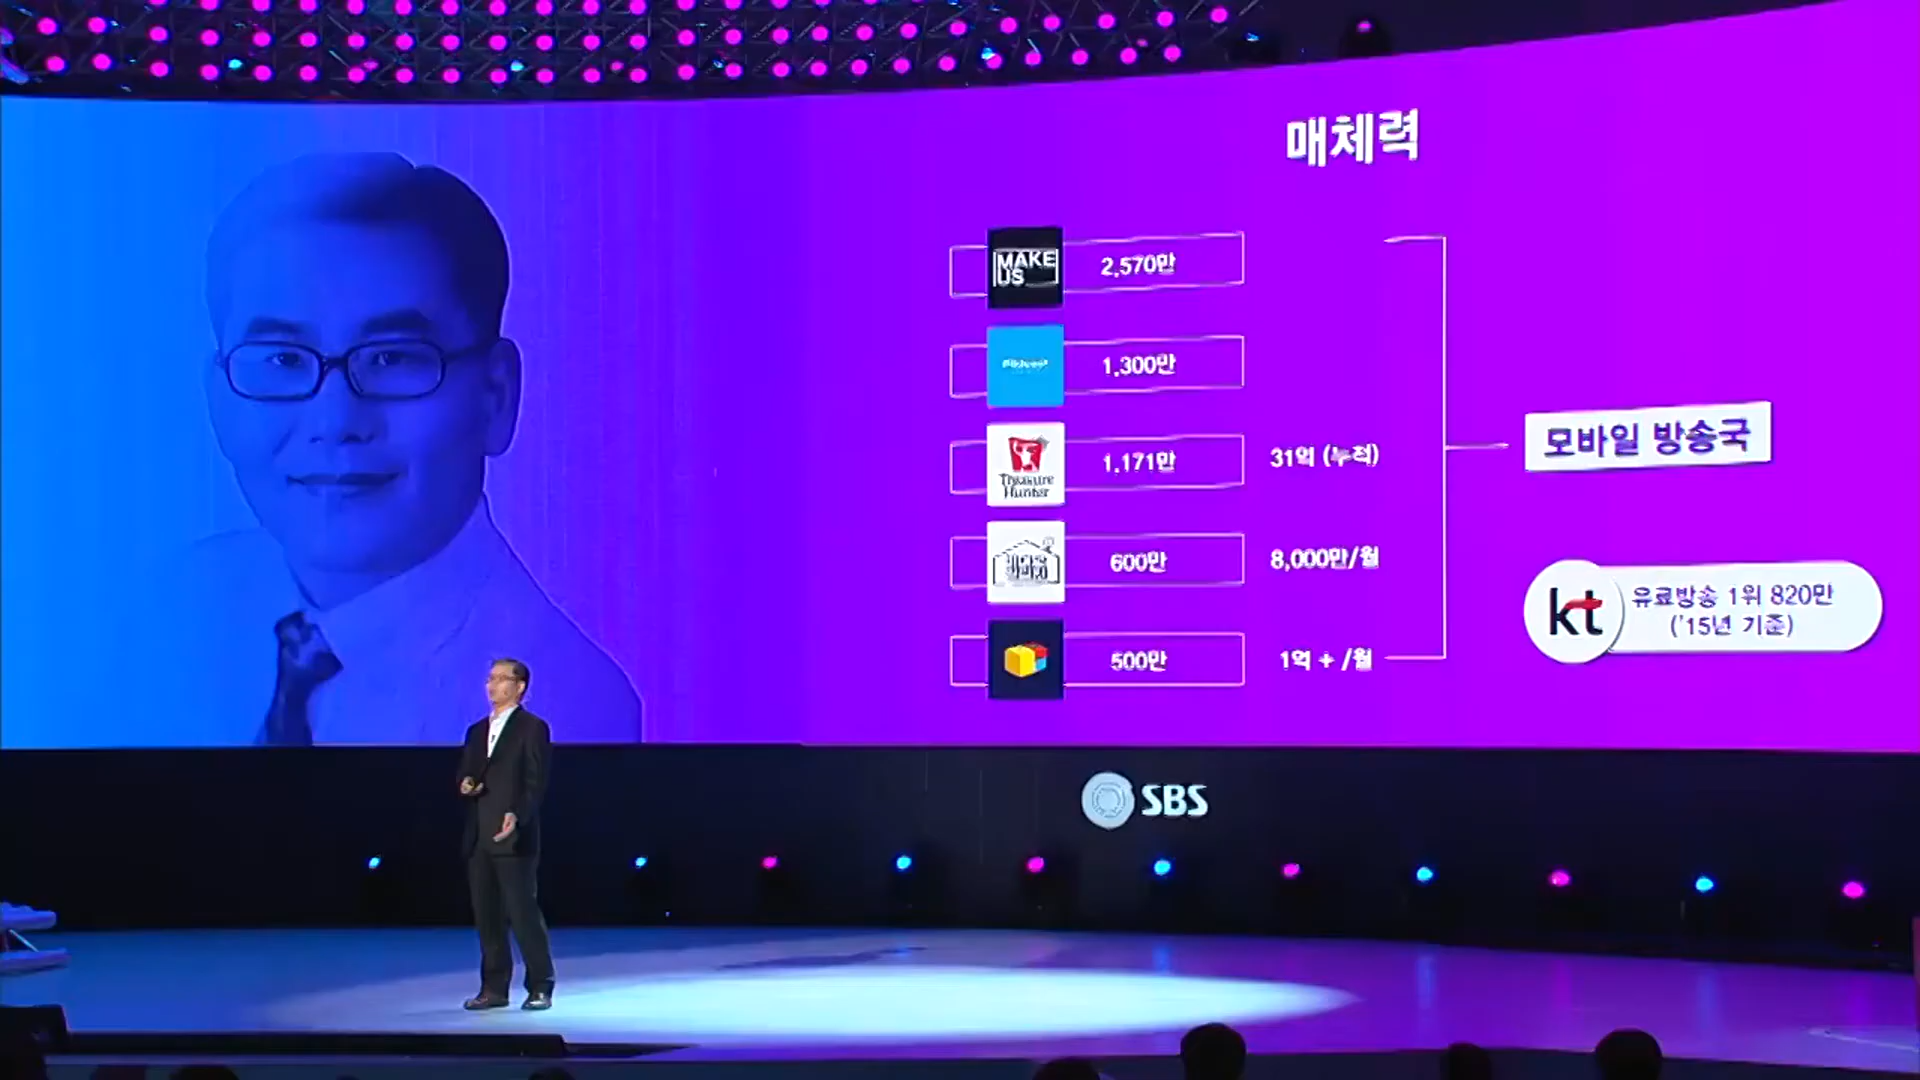 매체력
MAKE
US
2,570만
1,300만
Treasure
Hunter
1,171만
31억 (누적)
600만
8,000만/월
500만
1억 + /월
모바일 방송국
kt
유료방송 1위 820만
('15년 기준)
SBS